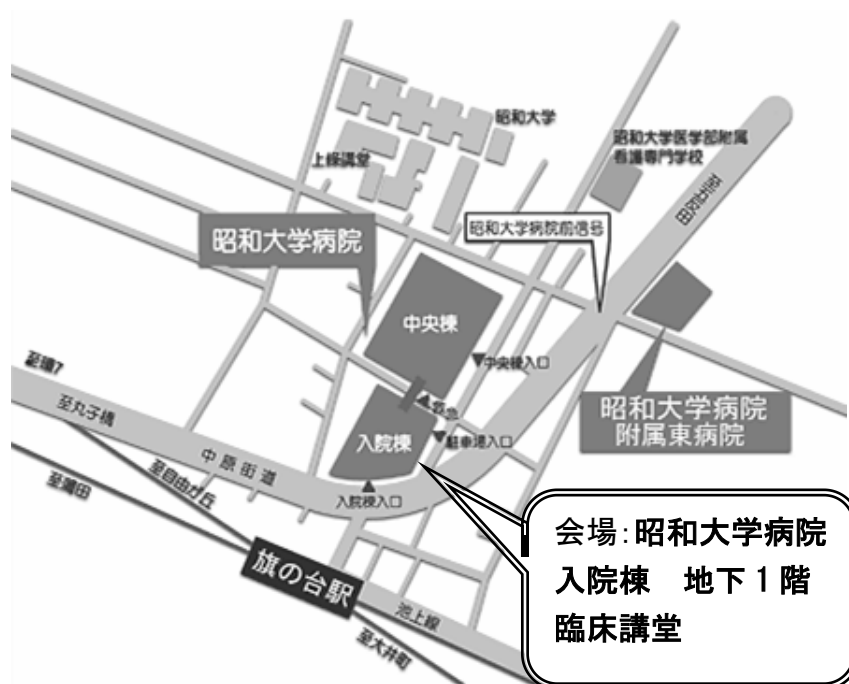 昭和大学
上條講堂
昭和大学医学部附属
看護専門学校
至五反田
昭和大学病院
昭和大学病院前信号
中央棟
中央棟入口
至環7
至丸子橋
救急
昭和大学病院
附属東病院
入院棟
駐車場入口
中原街道
至自由が丘
至蒲田
入院棟入口
会場:昭和大学病院
入院棟 地下1階
臨床講堂
旗の台駅
池上線
至大井町